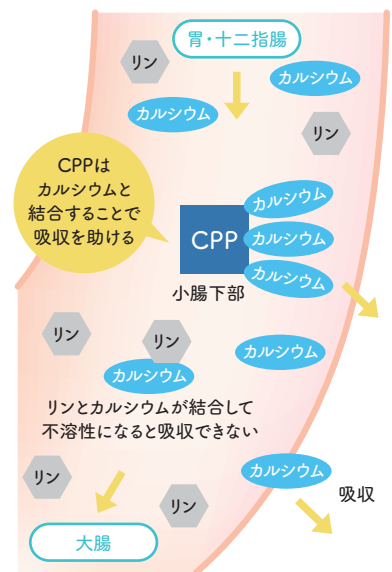 胃・十二指腸
リン
カルシウム
カルシウム
リン
CPPは
カルシウムと
結合することで
吸収を助ける
カルシウム
CPP
カルシウム
カルシウム
小腸下部
リン
リン
カルシウム
カルシウム
リンとカルシウムが結合して
不溶性になると吸収できない
リン
カルシウム
リン
吸収
大腸